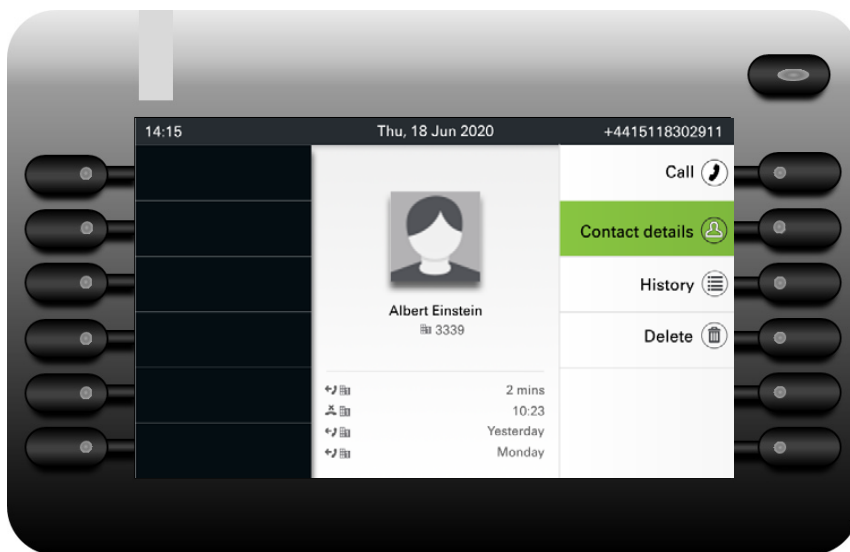 14:15 Thu, 18 Jun 2020 +4415118302911
Call
Contact details
History
Delete
Albert Einstein
3339
2 mins
10:23
Yesterday
Monday